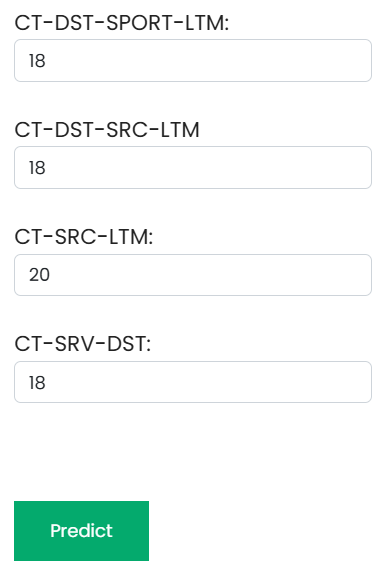 CT-DST-SPORT-LTM:
18
CT-DST-SRC-LTM
18
CT-SRC-LTM:
20
CT-SRV-DST:
18
Predict